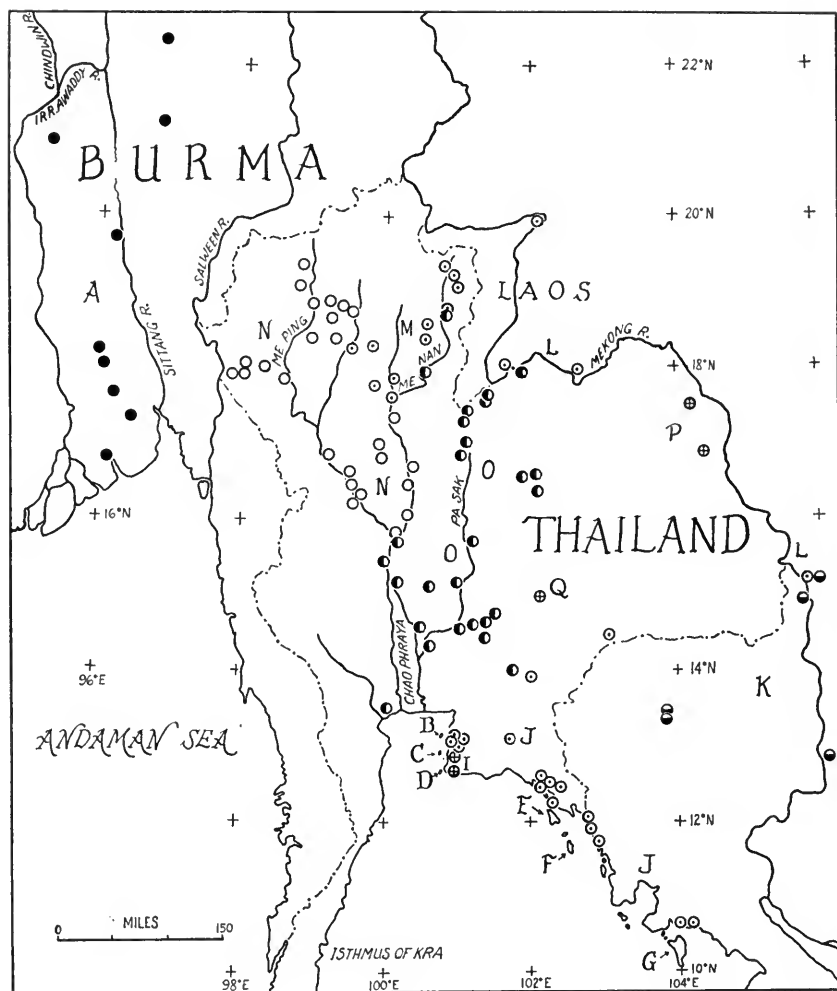 CHINDWIN R.
IRRAWADDY R.
22°N
BURMA
20°N
SALWEEN R.
A
SITTANG R.
LAOS
N
ME PING
M
ME NAN
L
MEKONG R.
18°N
P
O
N
PA SAK
16°N
THAILAND
O
L
Q
CHAO PHRAYA
96°E
14°N
K
ANDAMAN SEA
B
J
C
I
D
E
12°N
F
J
MILES
0 150
G
ISTHMUS OF KRA
98°E 100°E 102°E 104°E 10°N